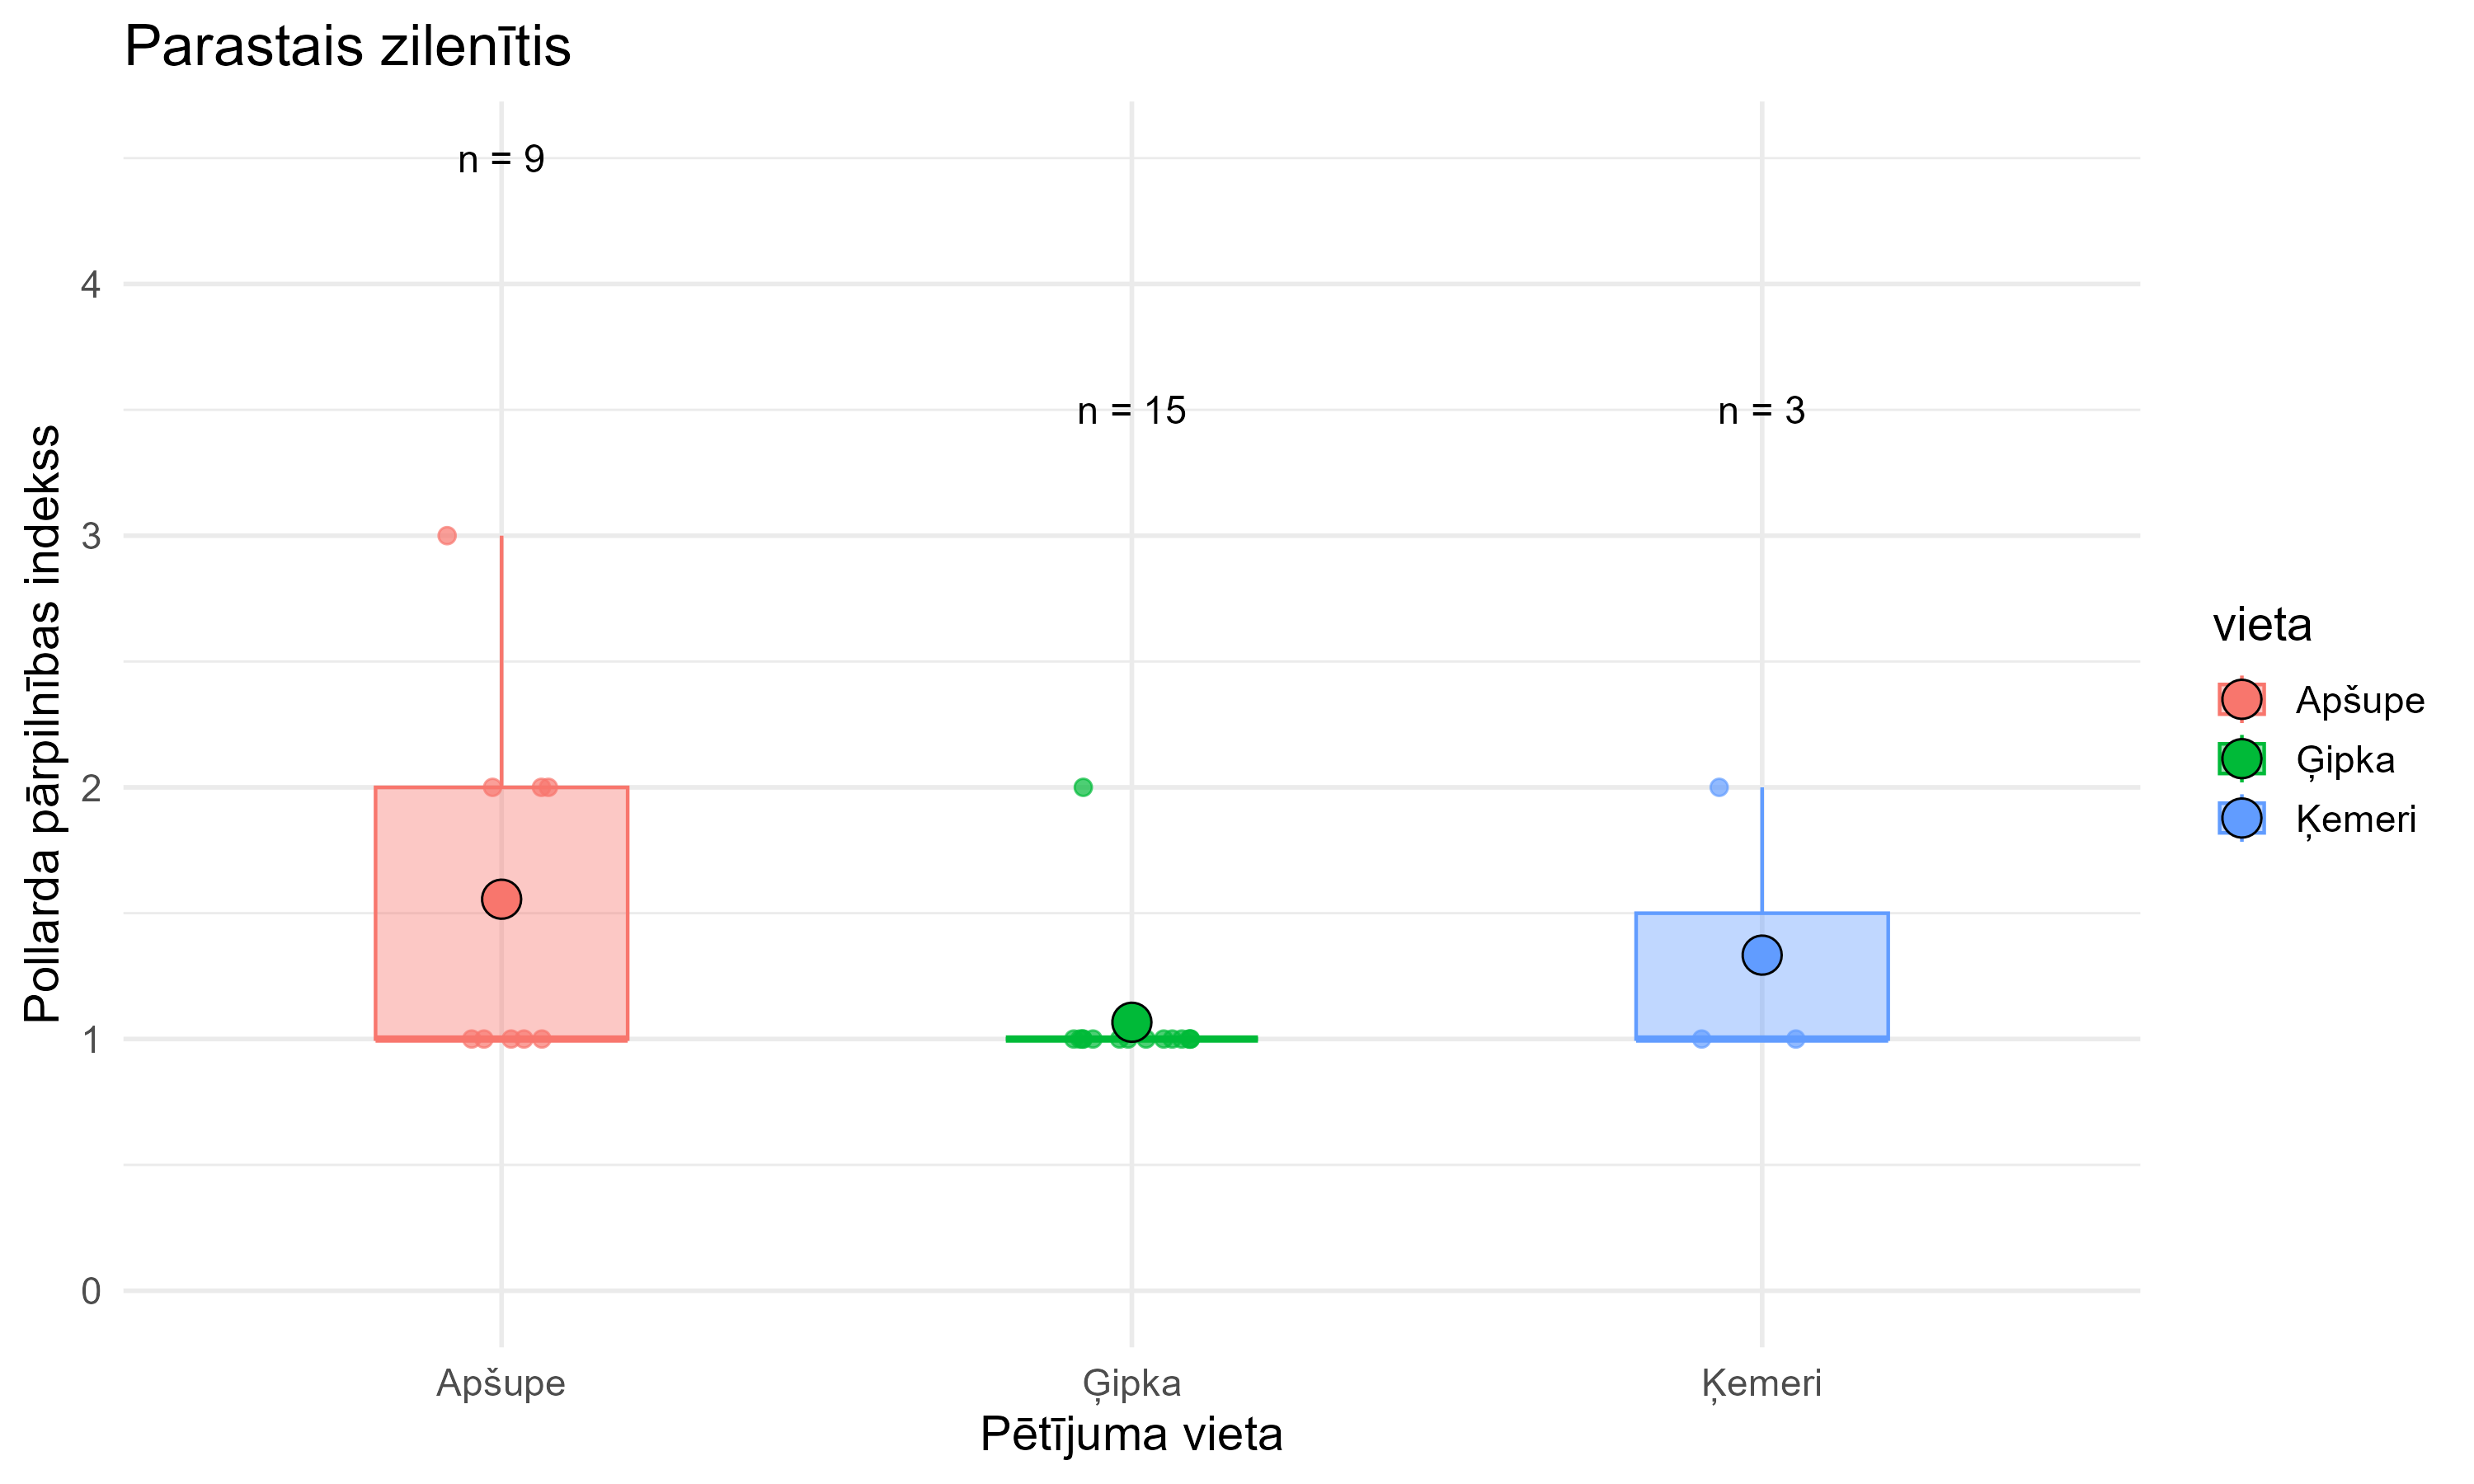 Parastais zilenītis
n = 9
n = 15
n = 3
4
3
2
1
0
Pollarda pārpilnības indekss
Apšupe
Ģipka
Ķemeri
Pētījuma vieta
vieta
Apšupe
Ģipka
Ķemeri